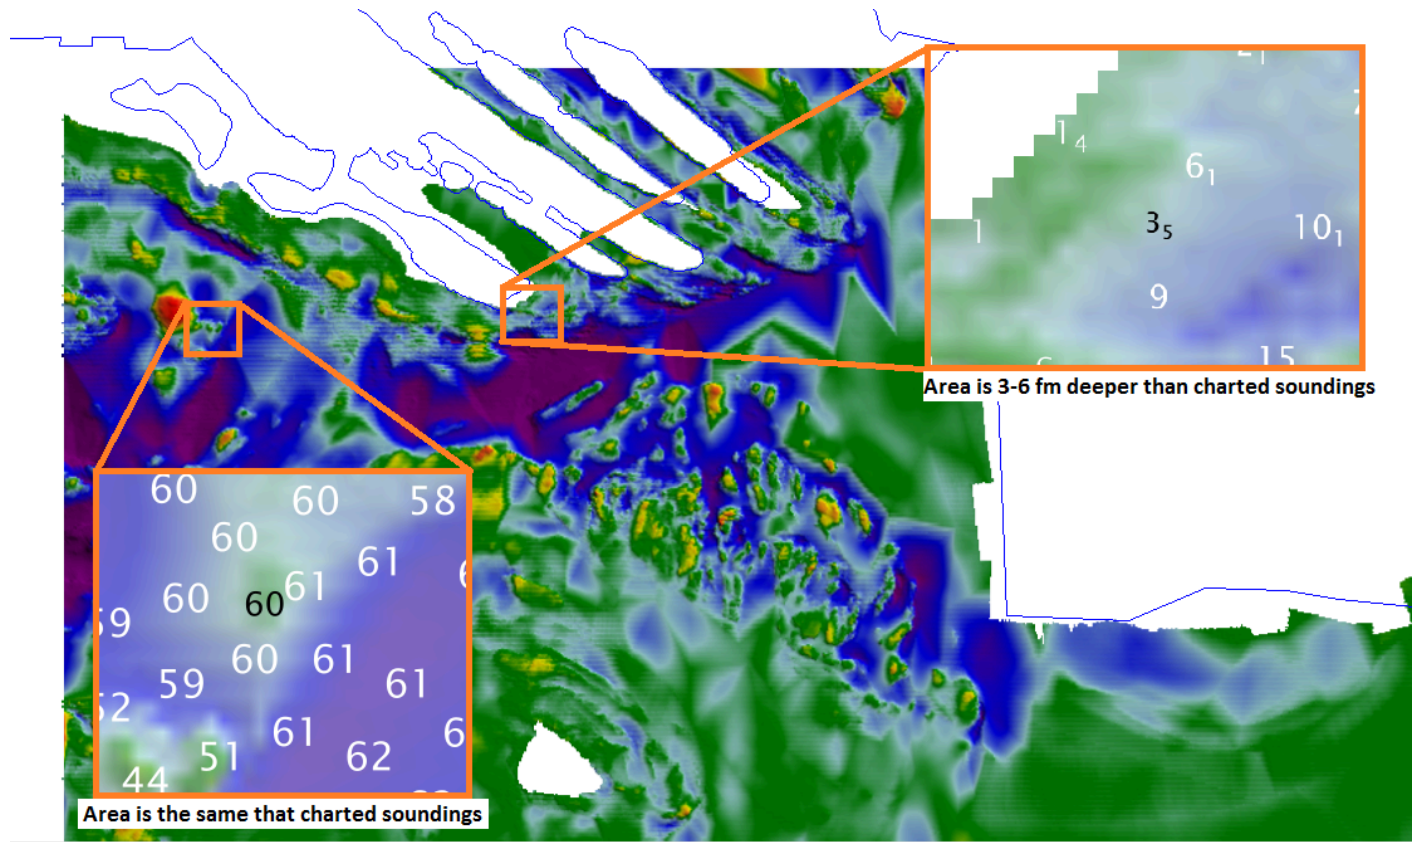 1₄
6₁
3₅
1
10₁
9
15
Area is 3-6 fm deeper than charted soundings
60 60 58
60
61
60 60 61
59
60 61
59 61
51 61 62
44
Area is the same that charted soundings